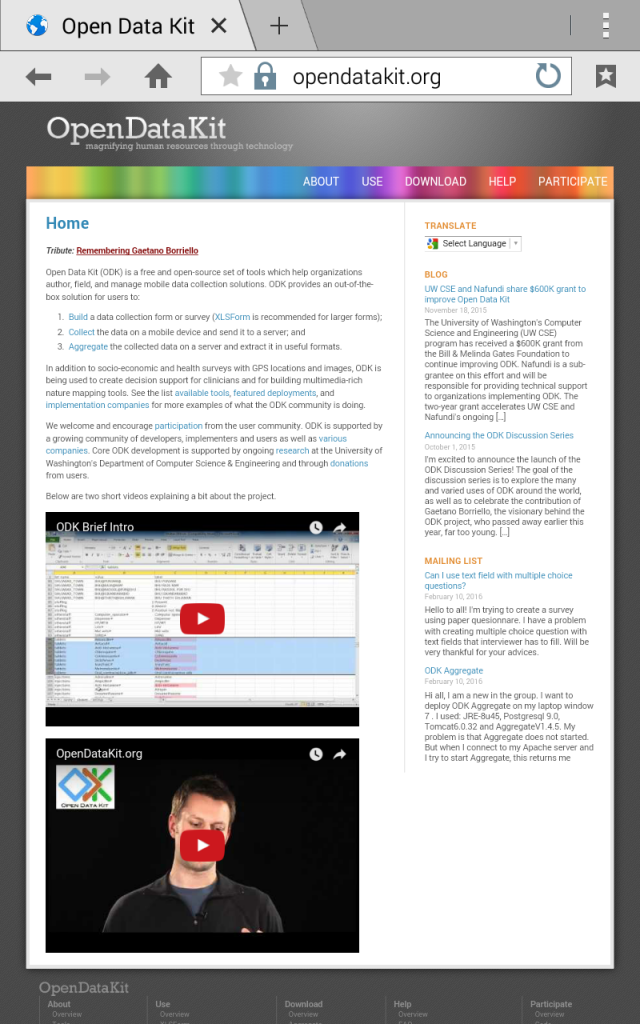 Open Data Kit
opendatakit.org
OpenDataKit
magnifying human resources through technology
ABOUT USE DOWNLOAD HELP PARTICIPATE
Home
Tribute: Remembering Gaetano Borriello
Open Data Kit (ODK) is a free and open-source set of tools which help organizations
author, field, and manage mobile data collection solutions. ODK provides an out-of-the-
box solution for users to:
1. Build a data collection form or survey (XLSForm is recommended for larger forms);
2. Collect the data on a mobile device and send it to a server; and
3. Aggregate the collected data on a server and extract it in useful formats.
In addition to socio-economic and health surveys with GPS locations and images, ODK is
being used to create decision support for clinicians and for building multimedia-rich
nature mapping tools. See the list available tools, featured deployments, and
implementation companies for more examples of what the ODK community is doing.
We welcome and encourage participation from the user community. ODK is supported by
a growing community of developers, implementers and users as well as various
companies. Core ODK development is supported by ongoing research at the University of
Washington's Department of Computer Science & Engineering and through donations
from users.
Below are two short videos explaining a bit about the project.
ODK Brief Intro
OpenDataKit.org
OPEN DATA KIT
TRANSLATE
Select Language
BLOG
UW CSE and Nafundi share $600K grant to
improve Open Data Kit
November 18, 2015
The University of Washington's Computer
Science and Engineering (UW CSE)
program has received a $600K grant from
the Bill & Melinda Gates Foundation to
continue improving ODK. Nafundi is a sub-
grantee on this effort and will be
responsible for providing technical support
to organizations implementing ODK. The
two-year grant accelerates UW CSE and
Nafundi's ongoing [...]
Announcing the ODK Discussion Series
October 1, 2015
I'm excited to announce the launch of the
ODK Discussion Series! The goal of the
discussion series is to explore the many
and varied uses of ODK around the world,
as well as to celebrate the contribution of
Gaetano Borriello, the visionary behind the
ODK project, who passed away earlier this
year, far too young. [...]
MAILING LIST
Can I use text field with multiple choice
questions?
February 10, 2016
Hello to all! I'm trying to create a survey
using paper quesionnare. I have a problem
with creating multiple choice question with
text fields that interviewer has to fill. Will be
very thankful for your advices.
ODK Aggregate
February 10, 2016
Hi all, I am a new in the group. I want to
deploy ODK Aggregate on my laptop window
7 . I used: JRE-8u45, Postgresql 9.0,
Tomcat6.0.32 and AggregateV1.4.5. My
problem is that Aggregate does not started.
But when I connect to my Apache server and
I try to start Aggregate, this returns me
OpenDataKit
About Use Download Help Participate
Overview Overview Overview Overview Overview